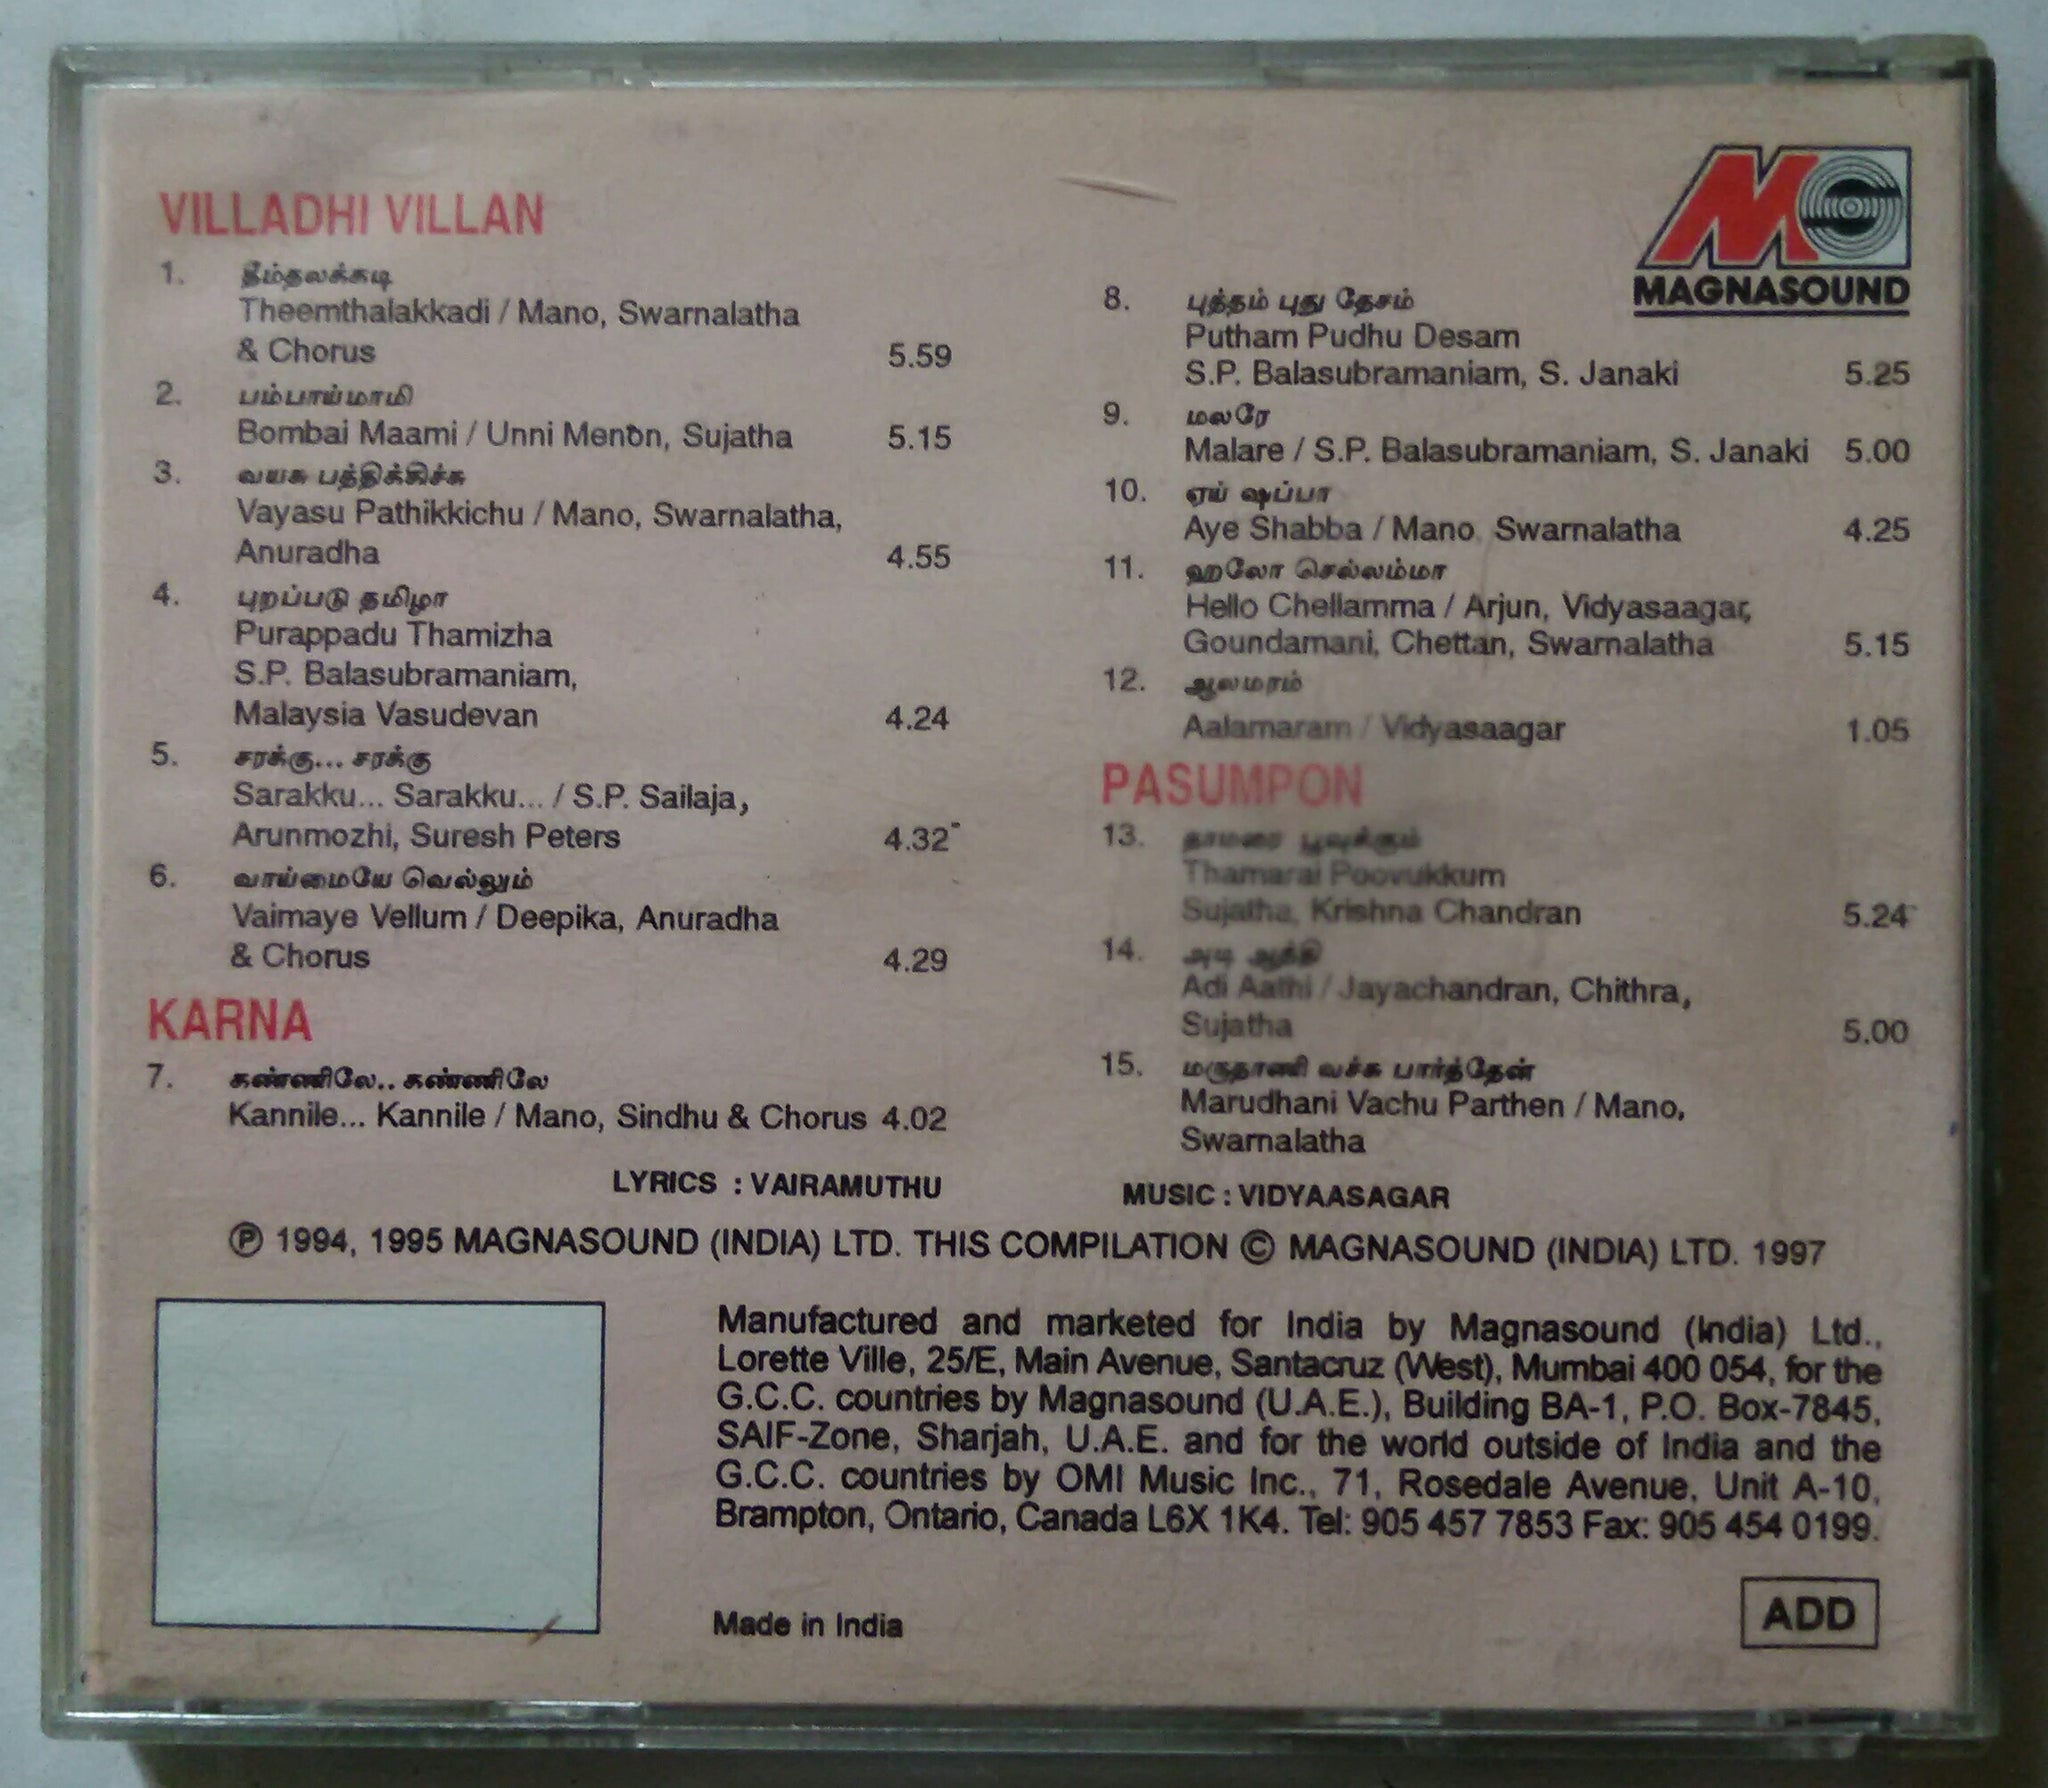 VILLADHI VILLAN
1. தீம்தலக்கடி
Theemthalakkadi / Mano, Swarnalatha
& Chorus 5.59
2. பம்பாய்மாமி
Bombai Maami / Unni Menon, Sujatha 5.15
3. வயசு பத்திக்கிச்சு
Vayasu Pathikkichu / Mano, Swarnalatha,
Anuradha 4.55
4. புறப்படு தமிழா
Purappadu Thamizha
S.P. Balasubramaniam,
Malaysia Vasudevan 4.24
5. சரக்கு... சரக்கு
Sarakku... Sarakku... / S.P. Sailaja,
Arunmozhi, Suresh Peters 4.32
6. வாய்மையே வெல்லும்
Vaimaye Vellum / Deepika, Anuradha
& Chorus 4.29
KARNA
7. கண்ணிலே.. கண்ணிலே
Kannile... Kannile / Mano, Sindhu & Chorus 4.02
MAGNASOUND
8. புத்தம் புது தேசம்
Putham Pudhu Desam
S.P. Balasubramaniam, S. Janaki 5.25
9. மலரே
Malare / S.P. Balasubramaniam, S. Janaki 5.00
10. ஏய் ஷப்பா
Aye Shabba / Mano, Swarnalatha 4.25
11. ஹலோ செல்லம்மா
Hello Chellamma / Arjun, Vidyasaagar,
Goundamani, Chettan, Swarnalatha 5.15
12. ஆலமரம்
Aalamaram / Vidyasaagar 1.05
PASUMPON
13. தாமரை பூவுக்கும்
Thamarai Poovukkum
Sujatha, Krishna Chandran 5.24
14. அடி ஆத்தி
Adi Aathi / Jayachandran, Chithra,
Sujatha 5.00
15. மருதாணி வச்சு பார்த்தேன்
Marudhani Vachu Parthen / Mano,
Swarnalatha
LYRICS : VAIRAMUTHU MUSIC : VIDYAASAGAR
℗ 1994, 1995 MAGNASOUND (INDIA) LTD. THIS COMPILATION © MAGNASOUND (INDIA) LTD. 1997
Manufactured and marketed for India by Magnasound (India) Ltd.,
Lorette Ville, 25/E, Main Avenue, Santacruz (West), Mumbai 400 054, for the
G.C.C. countries by Magnasound (U.A.E.), Building BA-1, P.O. Box-7845,
SAIF-Zone, Sharjah, U.A.E. and for the world outside of India and the
G.C.C. countries by OMI Music Inc., 71, Rosedale Avenue, Unit A-10,
Brampton, Ontario, Canada L6X 1K4. Tel: 905 457 7853 Fax: 905 454 0199.
Made in India
ADD